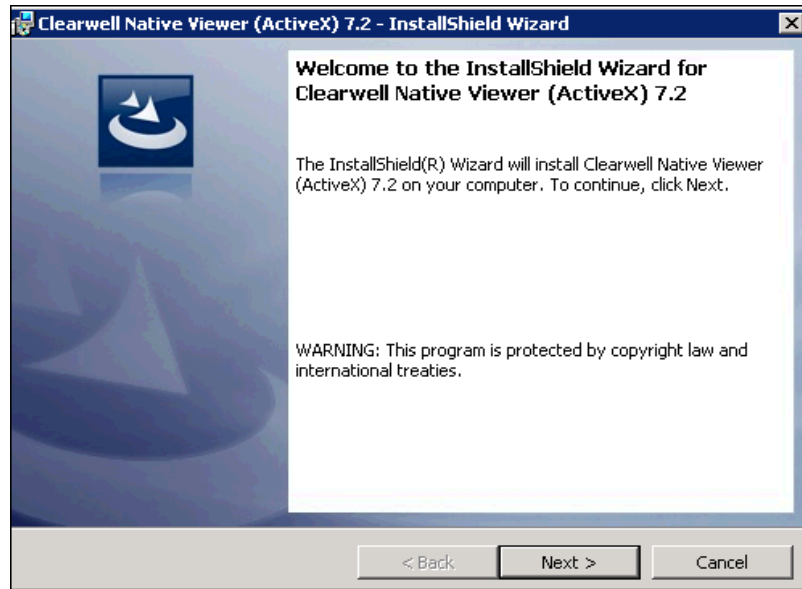 Clearwell Native Viewer (ActiveX) 7.2 - InstallShield Wizard
Welcome to the InstallShield Wizard for
Clearwell Native Viewer (ActiveX) 7.2
The InstallShield(R) Wizard will install Clearwell Native Viewer
(ActiveX) 7.2 on your computer. To continue, click Next.
WARNING: This program is protected by copyright law and
international treaties.
< Back
Next >
Cancel